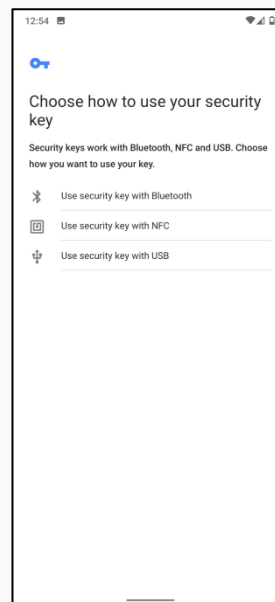 12:54
Choose how to use your security
key
Security keys work with Bluetooth, NFC and USB. Choose
how you want to use your key.
Use security key with Bluetooth
Use security key with NFC
Use security key with USB